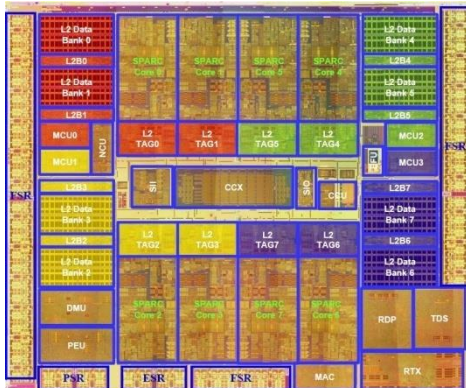 L2 Data
Bank 0
L2B0
L2 Data
Bank 1
L2B1
MCU0
MCU1
NCU
SPARC
Core 0
SPARC
Core 1
SPARC
Core 5
SPARC
Core 4
L2
TAG0
L2
TAG1
L2
TAG5
L2
TAG4
L2 Data
Bank 4
L2B4
L2 Data
Bank 5
L2B5
MCU2
MCU3
EFU
FSR
FSR
SII
CCX
SIO
CCU
L2B3
L2 Data
Bank 3
L2B2
L2 Data
Bank 2
L2
TAG2
L2
TAG3
L2
TAG7
L2
TAG6
L2B7
L2 Data
Bank 7
L2B6
L2 Data
Bank 6
SPARC
Core 2
SPARC
Core 3
SPARC
Core 7
SPARC
Core 6
DMU
PEU
RDP
TDS
RTX
PSR
ESR
FSR
MAC